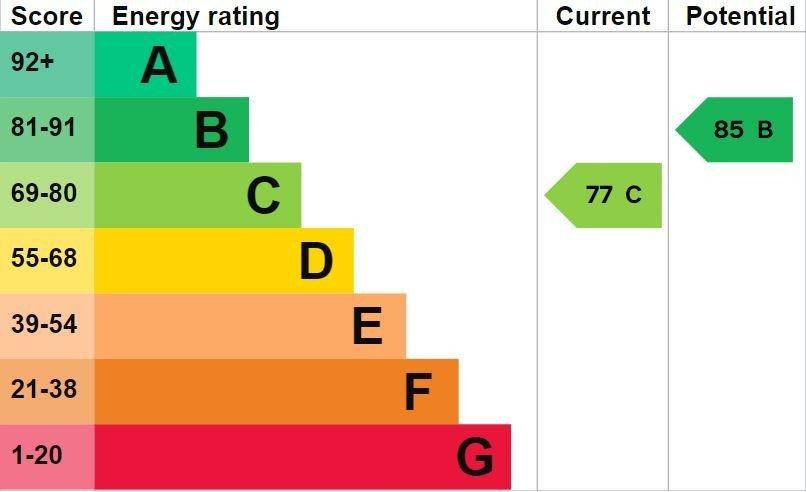 Score Energy rating Current Potential
92+ A
81-91 B 85 B
69-80 C 77 C
55-68 D
39-54 E
21-38 F
1-20 G